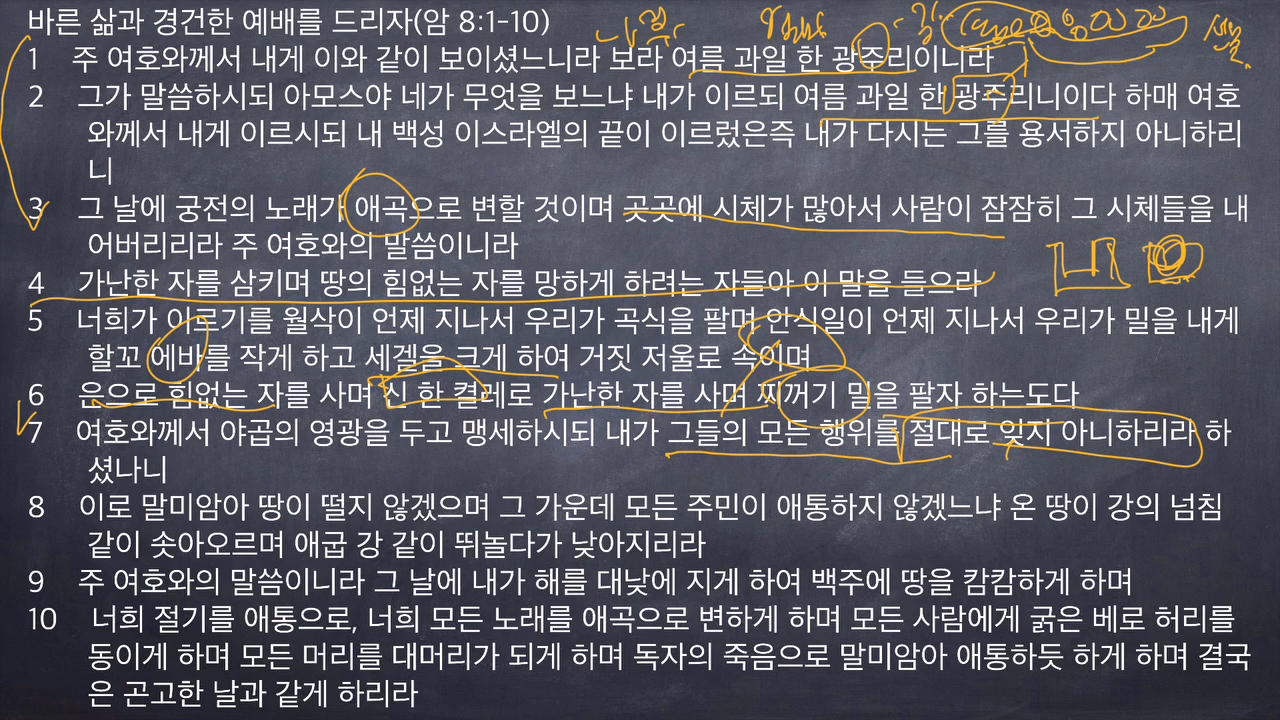 바른 삶과 경건한 예배를 드리자(암 8:1-10)
1 주 여호와께서 내게 이와 같이 보이셨느니라 보라 여름 과일 한 광주리이니라
2 그가 말씀하시되 아모스야 네가 무엇을 보느냐 내가 이르되 여름 과일 한 광주리니이다 하매 여호
와께서 내게 이르시되 내 백성 이스라엘의 끝이 이르렀은즉 내가 다시는 그를 용서하지 아니하리
니
3 그 날에 궁전의 노래가 애곡으로 변할 것이며 곳곳에 시체가 많아서 사람이 잠잠히 그 시체들을 내
어버리리라 주 여호와의 말씀이니라
4 가난한 자를 삼키며 땅의 힘없는 자를 망하게 하려는 자들아 이 말을 들으라
5 너희가 이르기를 월삭이 언제 지나서 우리가 곡식을 팔며 안식일이 언제 지나서 우리가 밀을 내게
할꼬 에바를 작게 하고 세겔을 크게 하여 거짓 저울로 속이며
6 은으로 힘없는 자를 사며 신 한 켤레로 가난한 자를 사며 찌꺼기 밀을 팔자 하는도다
7 여호와께서 야곱의 영광을 두고 맹세하시되 내가 그들의 모든 행위를 절대로 잊지 아니하리라 하
셨나니
8 이로 말미암아 땅이 떨지 않겠으며 그 가운데 모든 주민이 애통하지 않겠느냐 온 땅이 강의 넘침
같이 솟아오르며 애굽 강 같이 뛰놀다가 낮아지리라
9 주 여호와의 말씀이니라 그 날에 내가 해를 대낮에 지게 하여 백주에 땅을 캄캄하게 하며
10 너희 절기를 애통으로, 너희 모든 노래를 애곡으로 변하게 하며 모든 사람에게 굵은 베로 허리를
동이게 하며 모든 머리를 대머리가 되게 하며 독자의 죽음으로 말미암아 애통하듯 하게 하며 결국
은 곤고한 날과 같게 하리라